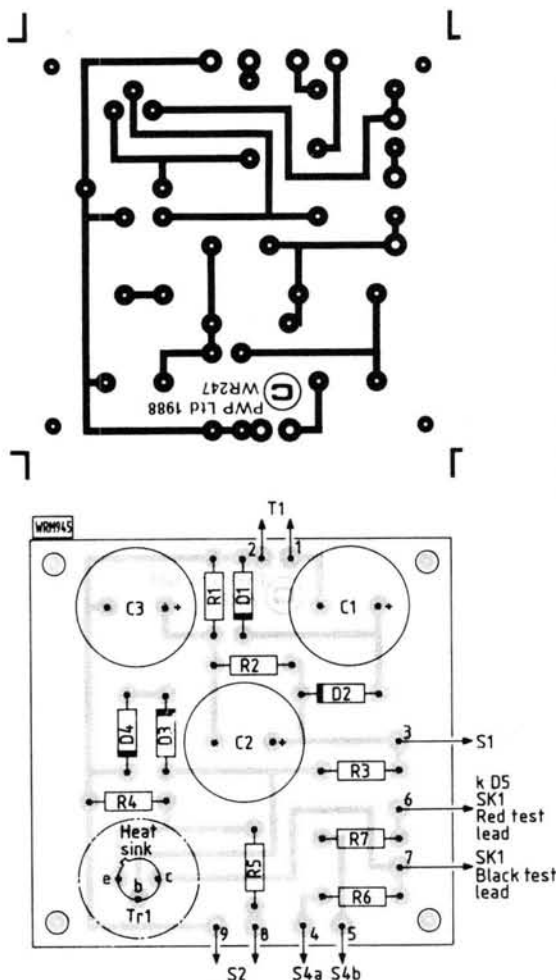 PWP Ltd 1988
WR247
C
WRM945
T1
2
1
C3
+
R1
D1
C1
+
R2
D2
D4
D3
C2
+
3
S1
R3
k D5
6
SK1
Red test
lead
R4
R7
Heat
sink
R5
7
SK1
Black test
lead
e
b
c
Tr1
R6
9
8
4
5
S2
S4a
S4b